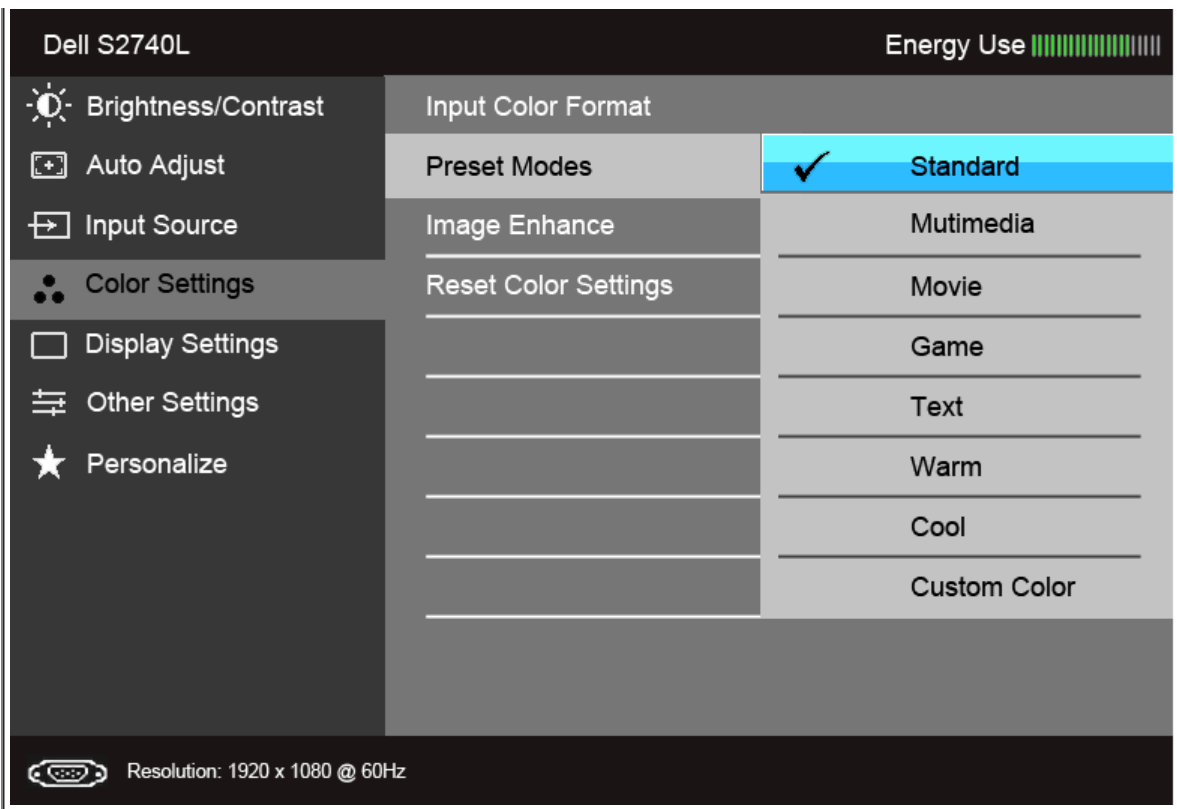 Dell S2740L
Energy Use
Brightness/Contrast
Auto Adjust
Input Source
Color Settings
Display Settings
Other Settings
Personalize
Input Color Format
Preset Modes
Image Enhance
Reset Color Settings
Standard
Mutimedia
Movie
Game
Text
Warm
Cool
Custom Color
Resolution: 1920 x 1080 @ 60Hz